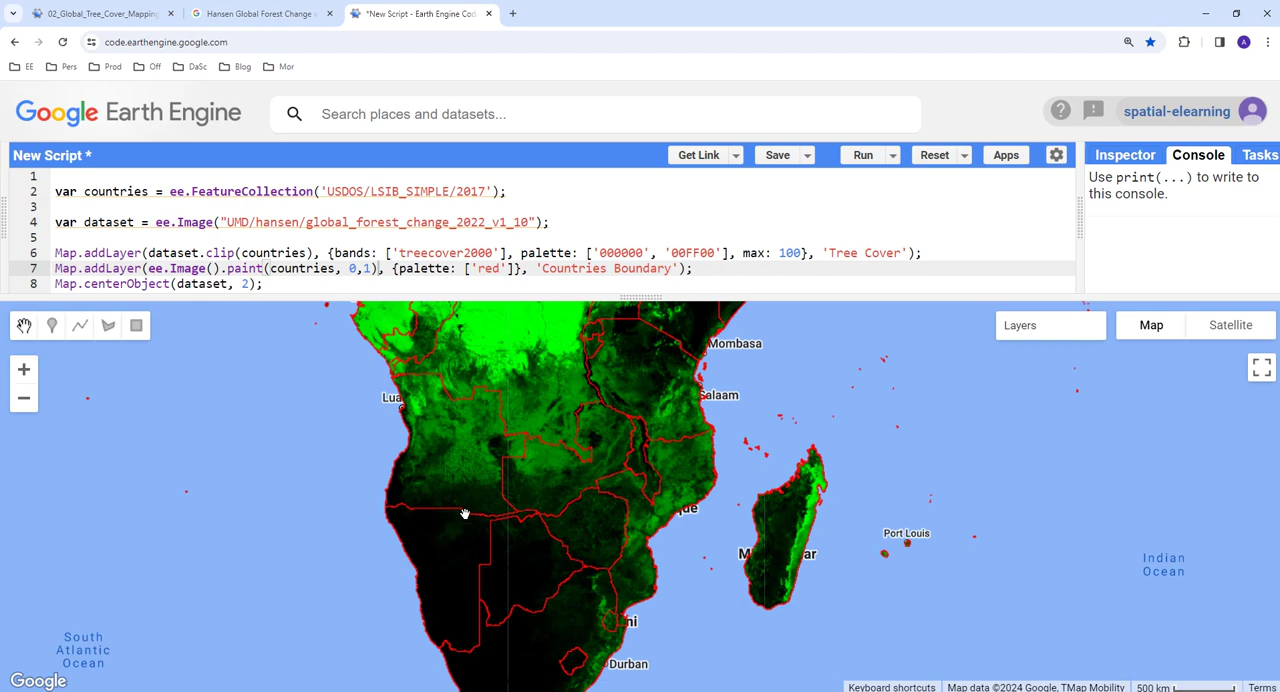 02_Global_Tree_Cover_Mapping
Hansen Global Forest Change v
*New Script - Earth Engine Cod
code.earthengine.google.com
EE
Pers
Prod
Off
DaSc
Blog
Mor
Google Earth Engine
Search places and datasets...
spatial-elearning
New Script *
Get Link
Save
Run
Reset
Apps
Inspector
Console
Tasks
Use print(...) to write to
this console.
1
2 var countries = ee.FeatureCollection('USDOS/LSIB_SIMPLE/2017');
3
4 var dataset = ee.Image("UMD/hansen/global_forest_change_2022_v1_10");
5
6 Map.addLayer(dataset.clip(countries), {bands: ['treecover2000'], palette: ['000000', '00FF00'], max: 100}, 'Tree Cover');
7 Map.addLayer(ee.Image().paint(countries, 0,1), {palette: ['red']}, 'Countries Boundary');
8 Map.centerObject(dataset, 2);
Layers
Map
Satellite
Mombasa
Lua
Salaam
que
Port Louis
M ar
Indian
Ocean
South
Atlantic
Ocean
hi
Durban
Google
Keyboard shortcuts
Map data ©2024 Google, TMap Mobility
500 km
Terms